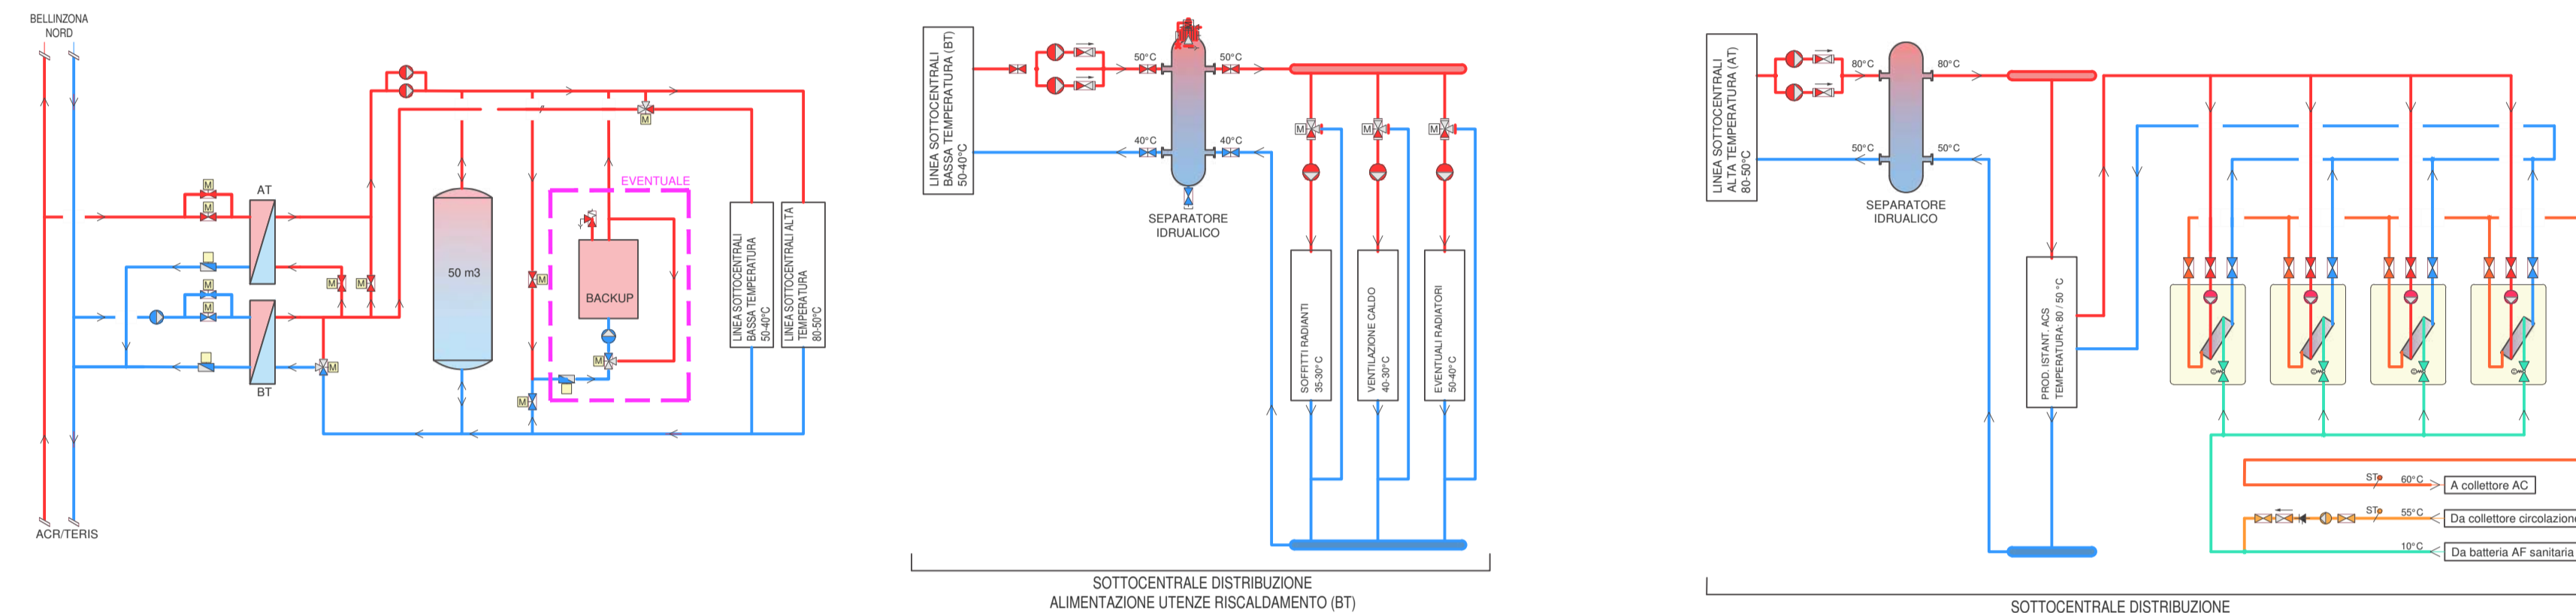 BELLINZONA
NORD
M
M
AT
M
M
M
M
BT
M
ACR/TERIS
50 m3
M
M
M
EVENTUALE
BACKUP
M
LINEA SOTTOCENTRALI
BASSA TEMPERATURA
50-40°C
LINEA SOTTOCENTRALI ALTA
TEMPERATURA
80-50°C
LINEA SOTTOCENTRALI
BASSA TEMPERATURA (BT)
50-40°C
50°C
50°C
40°C
40°C
SEPARATORE
IDRUALICO
M
M
M
SOFFITTI RADIANTI
35-30°C
VENTILAZIONE CALDO
40-30°C
EVENTUALI RADIATORI
50-40°C
SOTTOCENTRALE DISTRIBUZIONE
ALIMENTAZIONE UTENZE RISCALDAMENTO (BT)
LINEA SOTTOCENTRALI
ALTA TEMPERATURA (AT)
80-50°C
80°C
80°C
50°C
50°C
SEPARATORE
IDRUALICO
PROD. ISTANT. ACS
TEMPERATURA: 80 / 50 °C
ST
60°C
A collettore AC
ST
55°C
Da collettore circolazione
10°C
Da batteria AF sanitaria
SOTTOCENTRALE DISTRIBUZIONE